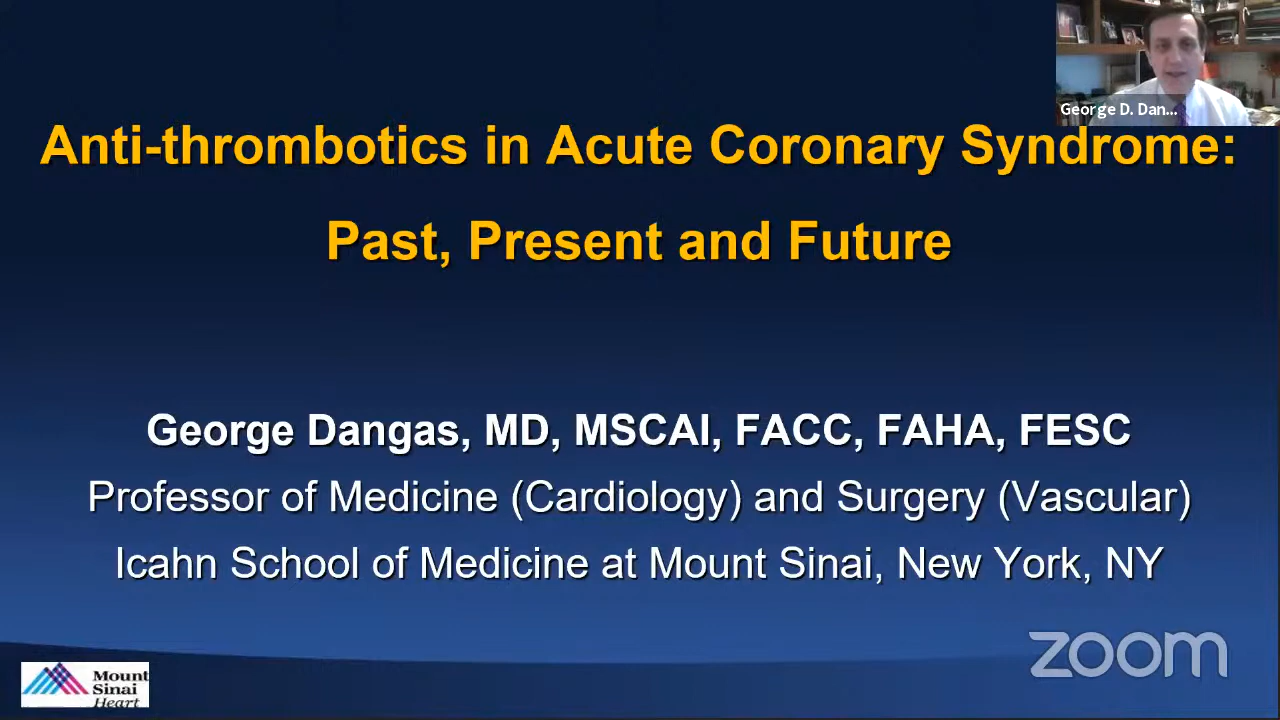 George D. Dan...
Anti-thrombotics in Acute Coronary Syndrome:
Past, Present and Future
George Dangas, MD, MSCAI, FACC, FAHA, FESC
Professor of Medicine (Cardiology) and Surgery (Vascular)
Icahn School of Medicine at Mount Sinai, New York, NY
zoom
Mount
Sinai
Heart